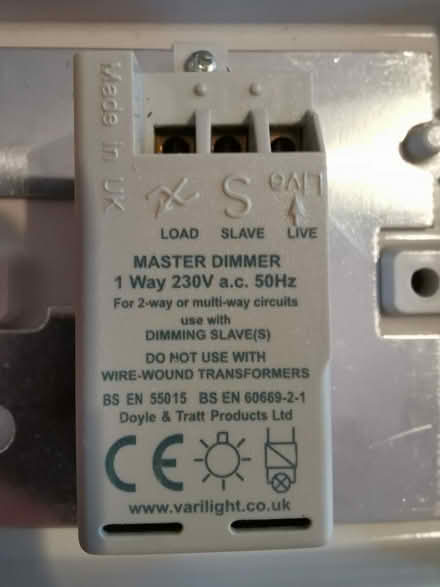 Made in UK
S
Live
LOAD SLAVE LIVE
MASTER DIMMER
1 Way 230V a.c. 50Hz
For 2-way or multi-way circuits
use with
DIMMING SLAVE(S)
DO NOT USE WITH
WIRE-WOUND TRANSFORMERS
BS EN 55015 BS EN 60669-2-1
Doyle & Tratt Products Ltd
CE
www.varilight.co.uk